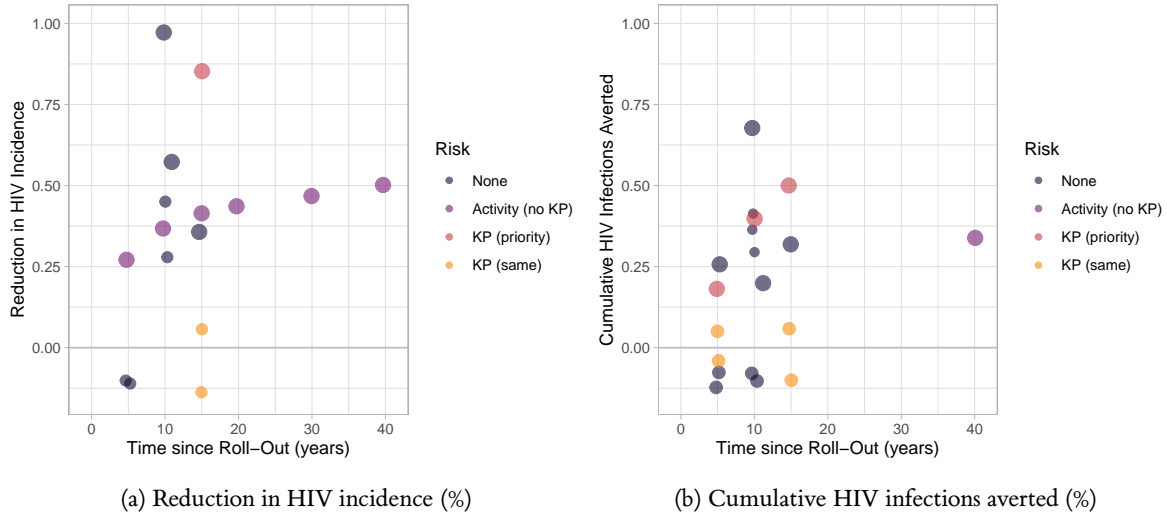 Reduction in HIV Incidence
1.00
0.75
0.50
0.25
0.00
0 10 20 30 40
Time since Roll−Out (years)
Risk
None
Activity (no KP)
KP (priority)
KP (same)
(a) Reduction in HIV incidence (%)
Cumulative HIV Infections Averted
1.00
0.75
0.50
0.25
0.00
0 10 20 30 40
Time since Roll−Out (years)
Risk
None
Activity (no KP)
KP (priority)
KP (same)
(b) Cumulative HIV infections averted (%)